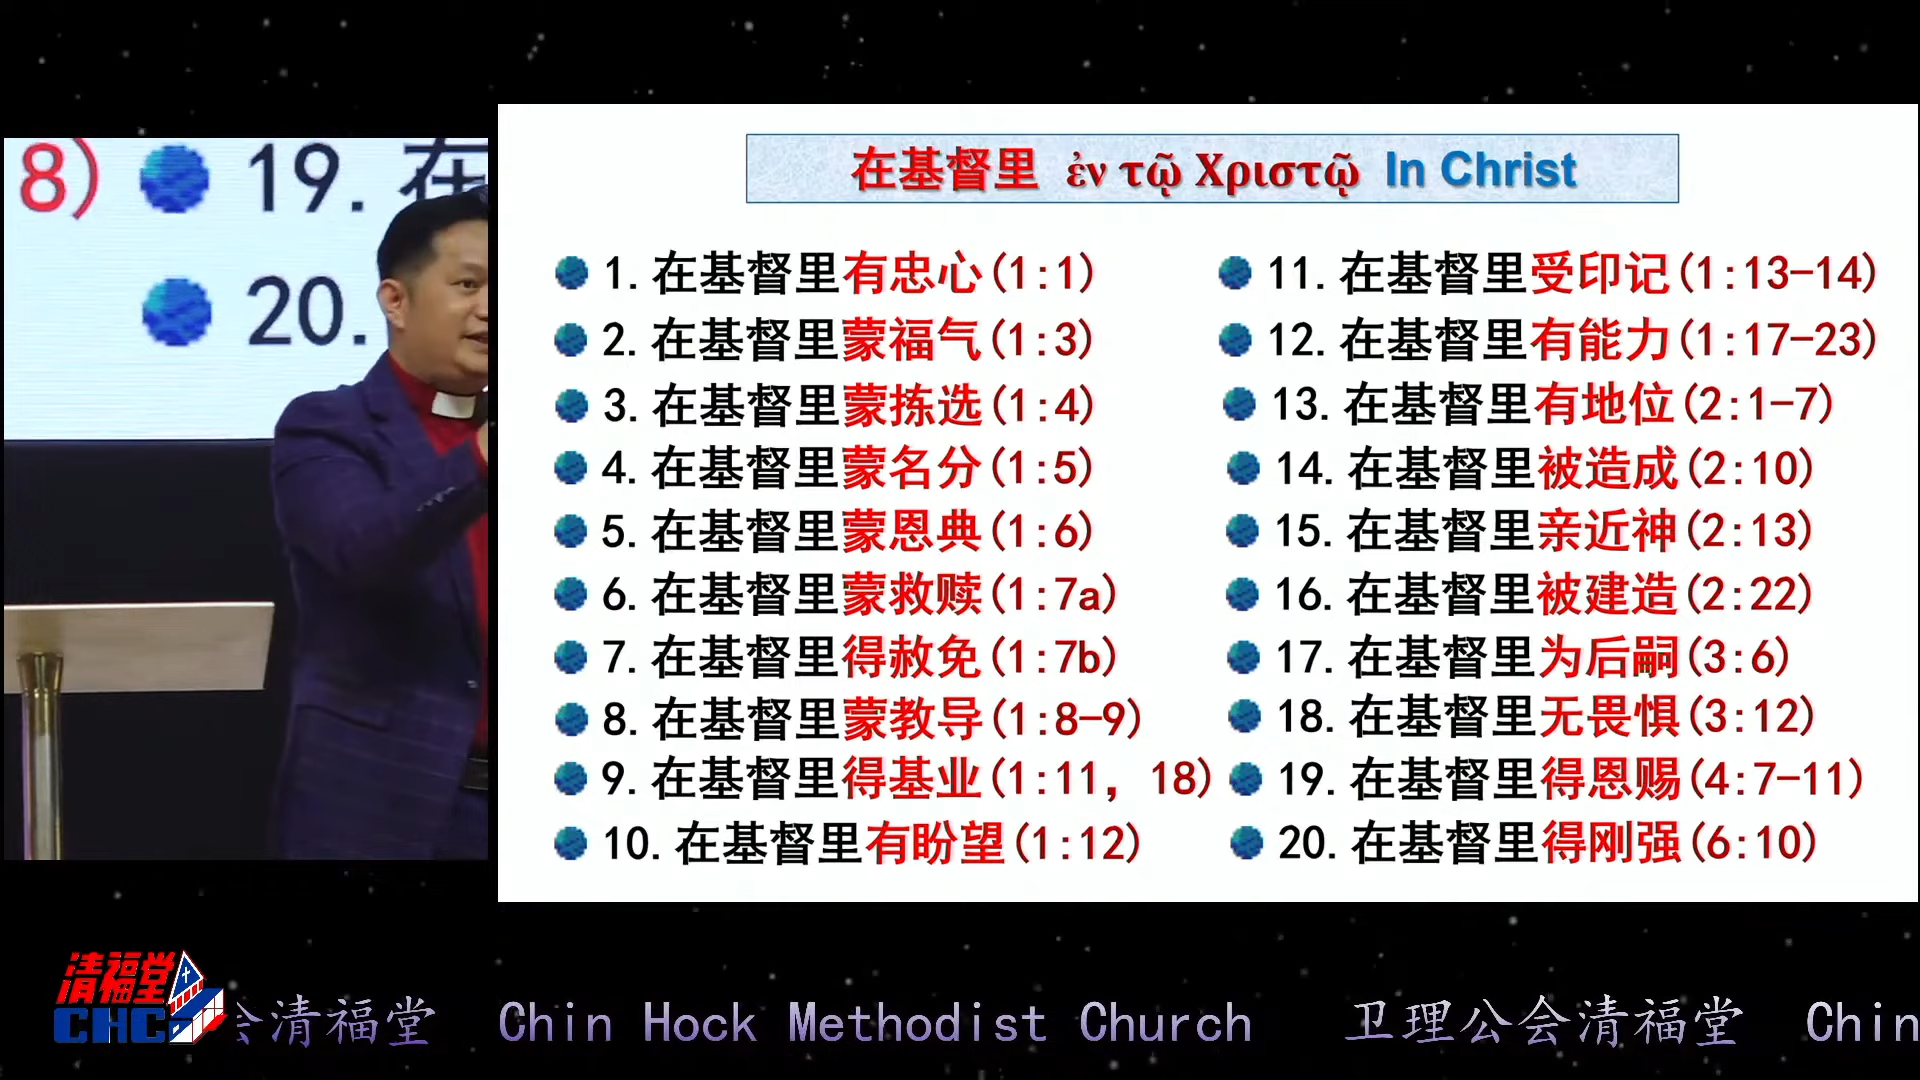 8)
19. 在
20.
在基督里 ἐν τῷ Χριστῷ In Christ
1. 在基督里有忠心(1:1)
2. 在基督里蒙福气(1:3)
3. 在基督里蒙拣选(1:4)
4. 在基督里蒙名分(1:5)
5. 在基督里蒙恩典(1:6)
6. 在基督里蒙救赎(1:7a)
7. 在基督里得赦免(1:7b)
8. 在基督里蒙教导(1:8-9)
9. 在基督里得基业(1:11, 18)
10. 在基督里有盼望(1:12)
11. 在基督里受印记(1:13-14)
12. 在基督里有能力(1:17-23)
13. 在基督里有地位(2:1-7)
14. 在基督里被造成(2:10)
15. 在基督里亲近神(2:13)
16. 在基督里被建造(2:22)
17. 在基督里为后嗣(3:6)
18. 在基督里无畏惧(3:12)
19. 在基督里得恩赐(4:7-11)
20. 在基督里得刚强(6:10)
清福堂
CHC
会清福堂 Chin Hock Methodist Church 卫理公会清福堂 Chin